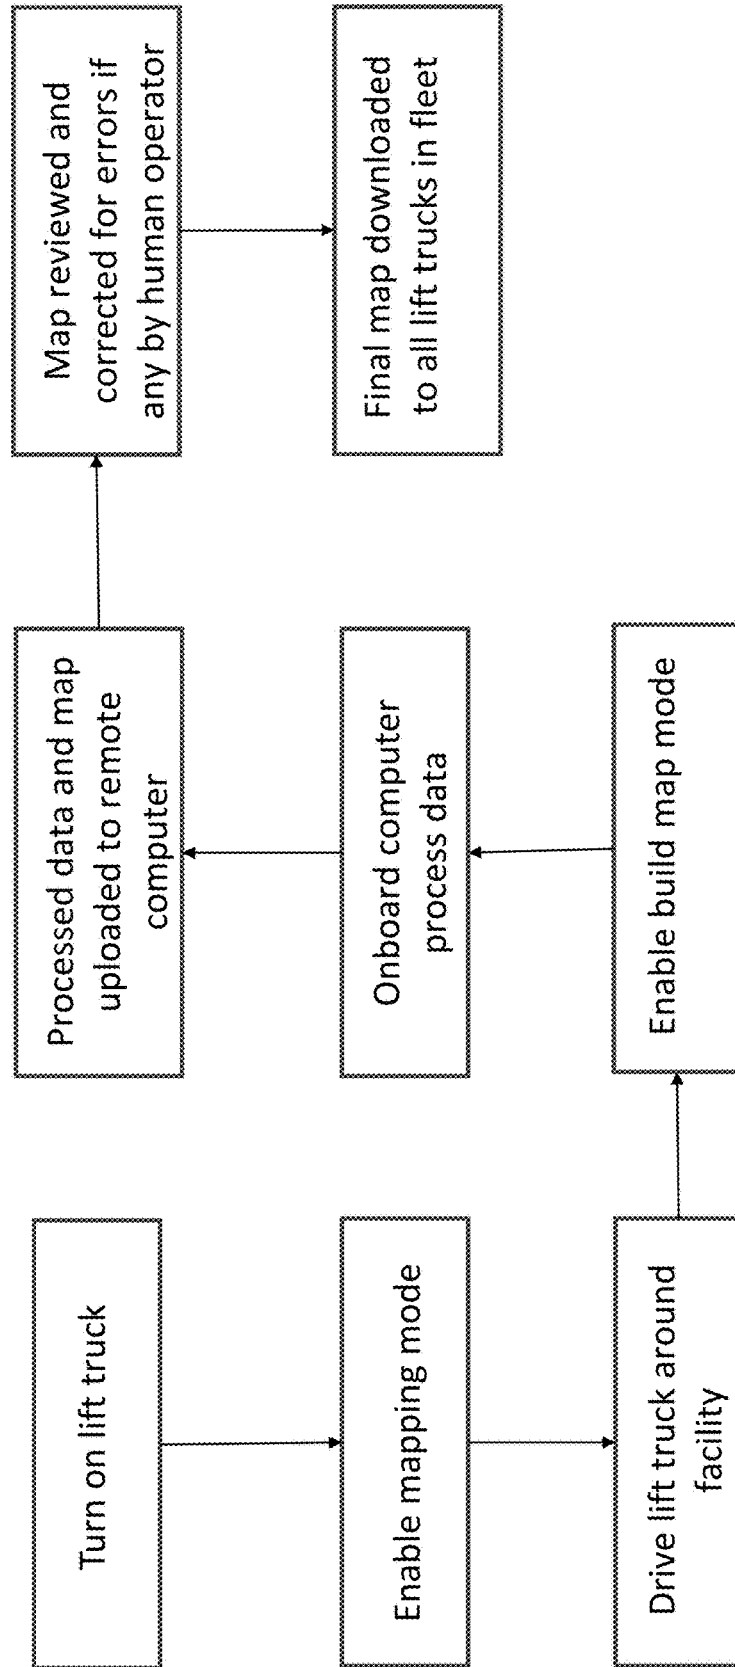 Turn on lift truck
Enable mapping mode
Drive lift truck around
facility
Enable build map mode
Onboard computer
process data
Processed data and map
uploaded to remote
computer
Map reviewed and
corrected for errors if
any by human operator
Final map downloaded
to all lift trucks in fleet